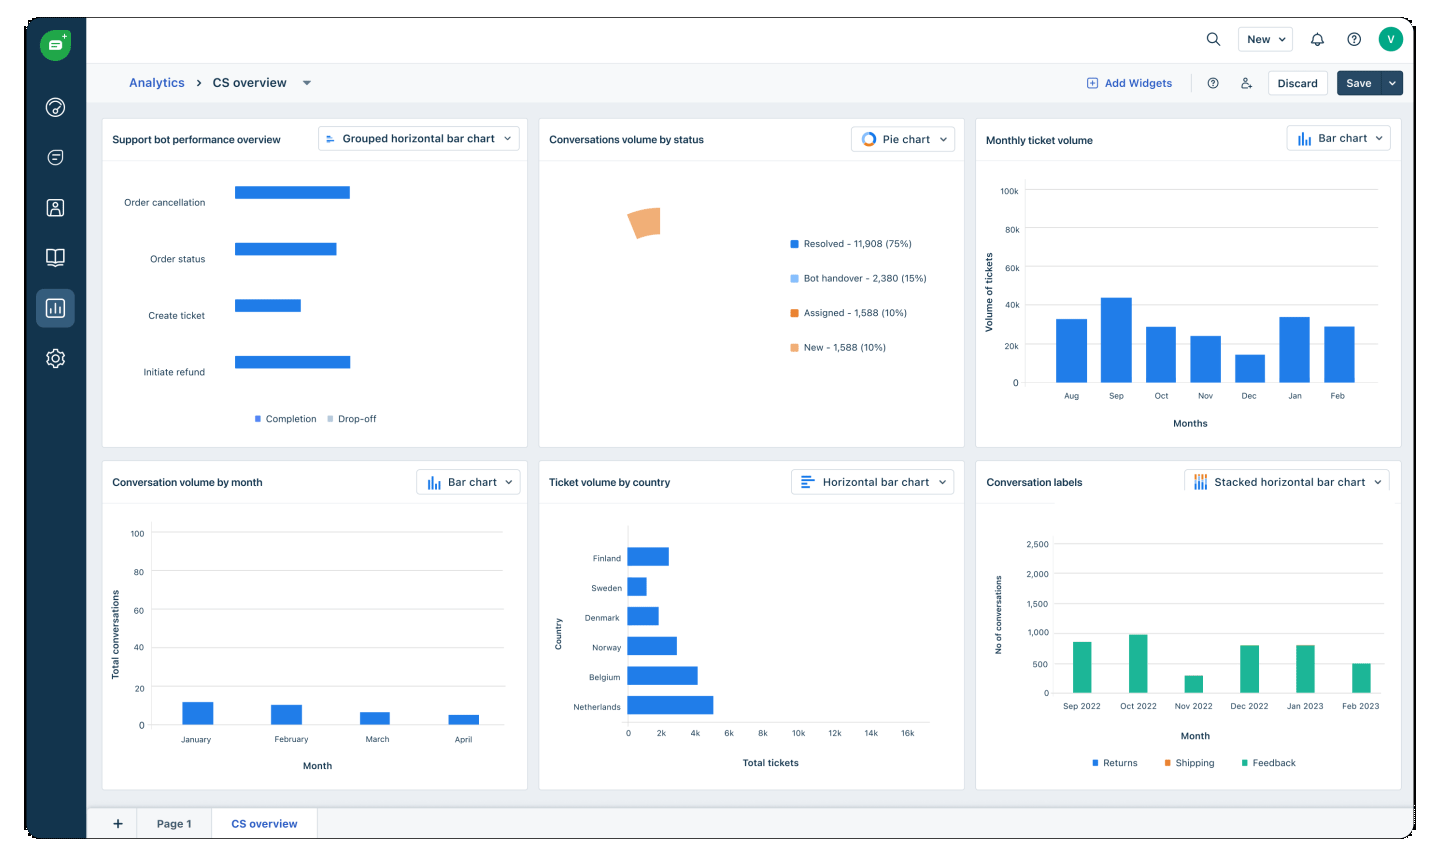 New
V
Analytics > CS overview
Add Widgets
Discard
Save
Support bot performance overview
Grouped horizontal bar chart
Order cancellation
Order status
Create ticket
Initiate refund
Completion
Drop-off
Conversations volume by status
Pie chart
Resolved - 11,908 (75%)
Bot handover - 2,380 (15%)
Assigned - 1,588 (10%)
New - 1,588 (10%)
Monthly ticket volume
Bar chart
Volume of tickets
100k
80k
60k
40k
20k
0
Aug Sep Oct Nov Dec Jan Feb
Months
Conversation volume by month
Bar chart
Total conversations
100
80
60
40
20
0
January February March April
Month
Ticket volume by country
Horizontal bar chart
Country
Finland
Sweden
Denmark
Norway
Belgium
Netherlands
0 2k 4k 6k 8k 10k 12k 14k 16k
Total tickets
Conversation labels
Stacked horizontal bar chart
No of conversations
2,500
2,000
1,500
1,000
500
0
Sep 2022 Oct 2022 Nov 2022 Dec 2022 Jan 2023 Feb 2023
Month
Returns
Shipping
Feedback
+
Page 1
CS overview